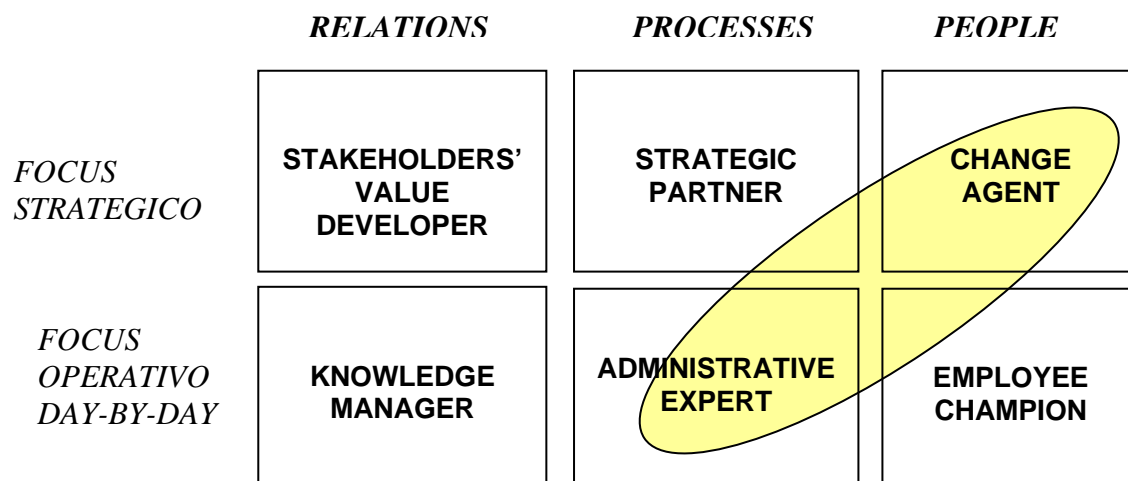 RELATIONS PROCESSES PEOPLE
FOCUS
STRATEGICO
STAKEHOLDERS’
VALUE
DEVELOPER
STRATEGIC
PARTNER
CHANGE
AGENT
FOCUS
OPERATIVO
DAY-BY-DAY
KNOWLEDGE
MANAGER
ADMINISTRATIVE
EXPERT
EMPLOYEE
CHAMPION